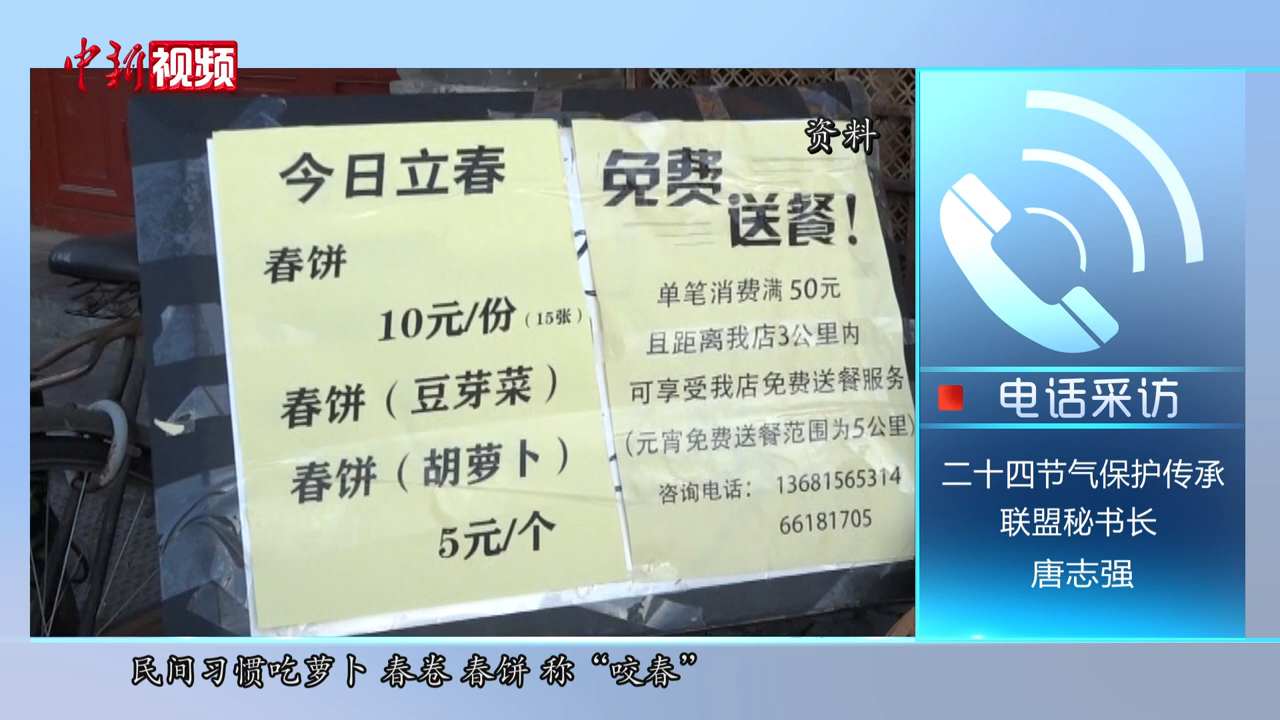 中新视频
资料
今日立春
春饼
10元/份（15张）
春饼（豆芽菜）
春饼（胡萝卜）
5元/个
免费
送餐!
单笔消费满50元
且距离我店3公里内
可享受我店免费送餐服务
(元宵免费送餐范围为5公里)
咨询电话： 13681565314
66181705
电话采访
二十四节气保护传承
联盟秘书长
唐志强
民间习惯吃萝卜 春卷 春饼 称“咬春”